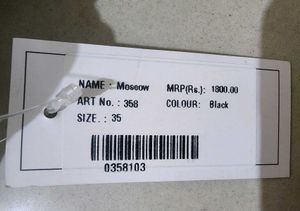 NAME : Moscow MRP(Rs.): 1800.00
ART No. : 358 COLOUR: Black
SIZE. : 35
0358103